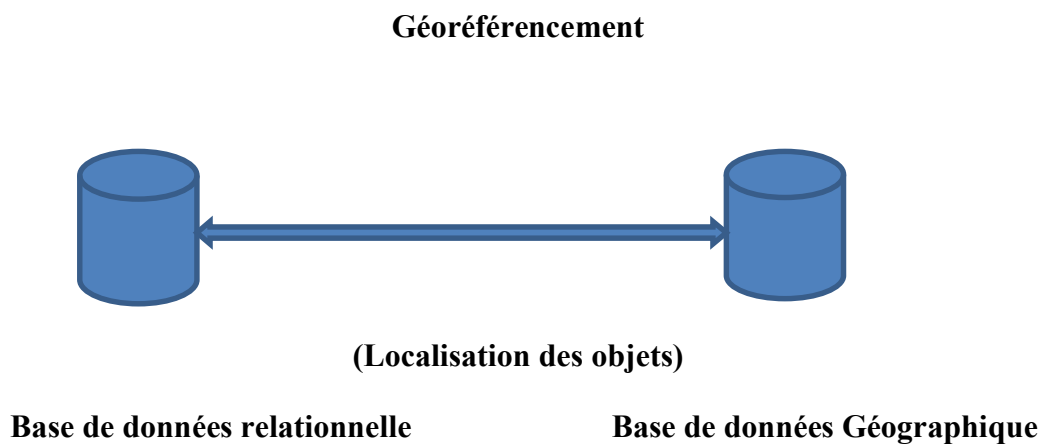 Géoréférencement
(Localisation des objets)
Base de données relationnelle
Base de données Géographique